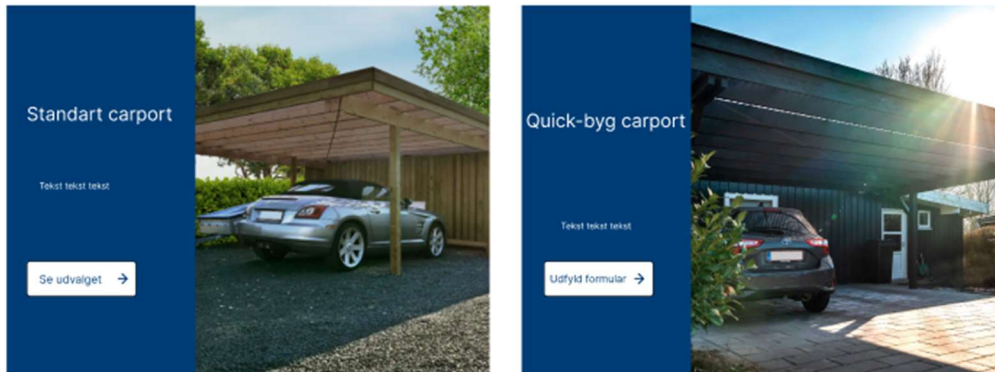 Standart carport
Tekst tekst tekst
Se udvalget →
Quick-byg carport
Tekst tekst tekst
Udfyld formular →